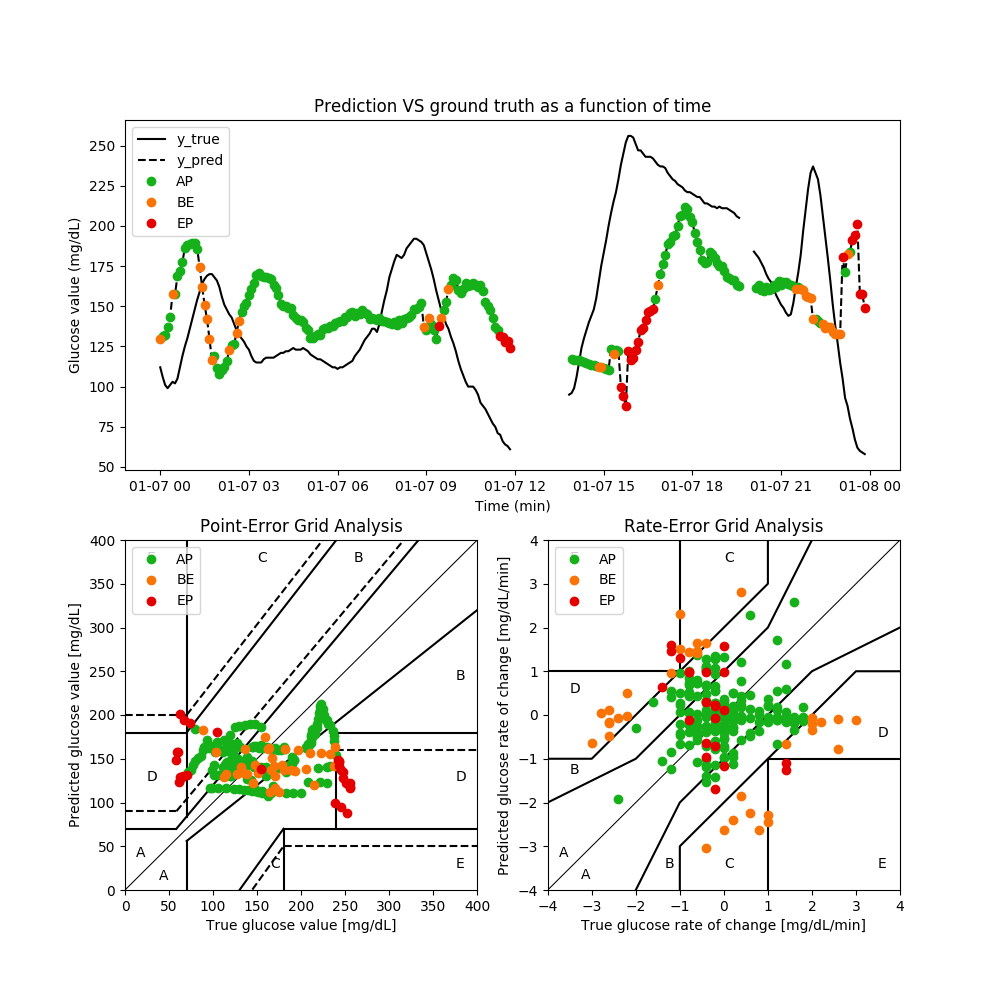 Prediction VS ground truth as a function of time
Glucose value (mg/dL)
250
225
200
175
150
125
100
75
50
y_true
y_pred
AP
BE
EP
01-07 00 01-07 03 01-07 06 01-07 09 01-07 12 01-07 15 01-07 18 01-07 21 01-08 00
Time (min)
Point-Error Grid Analysis
Predicted glucose value [mg/dL]
400
350
300
250
200
150
100
50
0
AP
BE
EP
C
B
B
D
D
A
A
C
E
0 50 100 150 200 250 300 350 400
True glucose value [mg/dL]
Rate-Error Grid Analysis
Predicted glucose rate of change [mg/dL/min]
4
3
2
1
0
−1
−2
−3
−4
AP
BE
EP
C
D
D
B
A
A
B
C
E
−4 −3 −2 −1 0 1 2 3 4
True glucose rate of change [mg/dL/min]